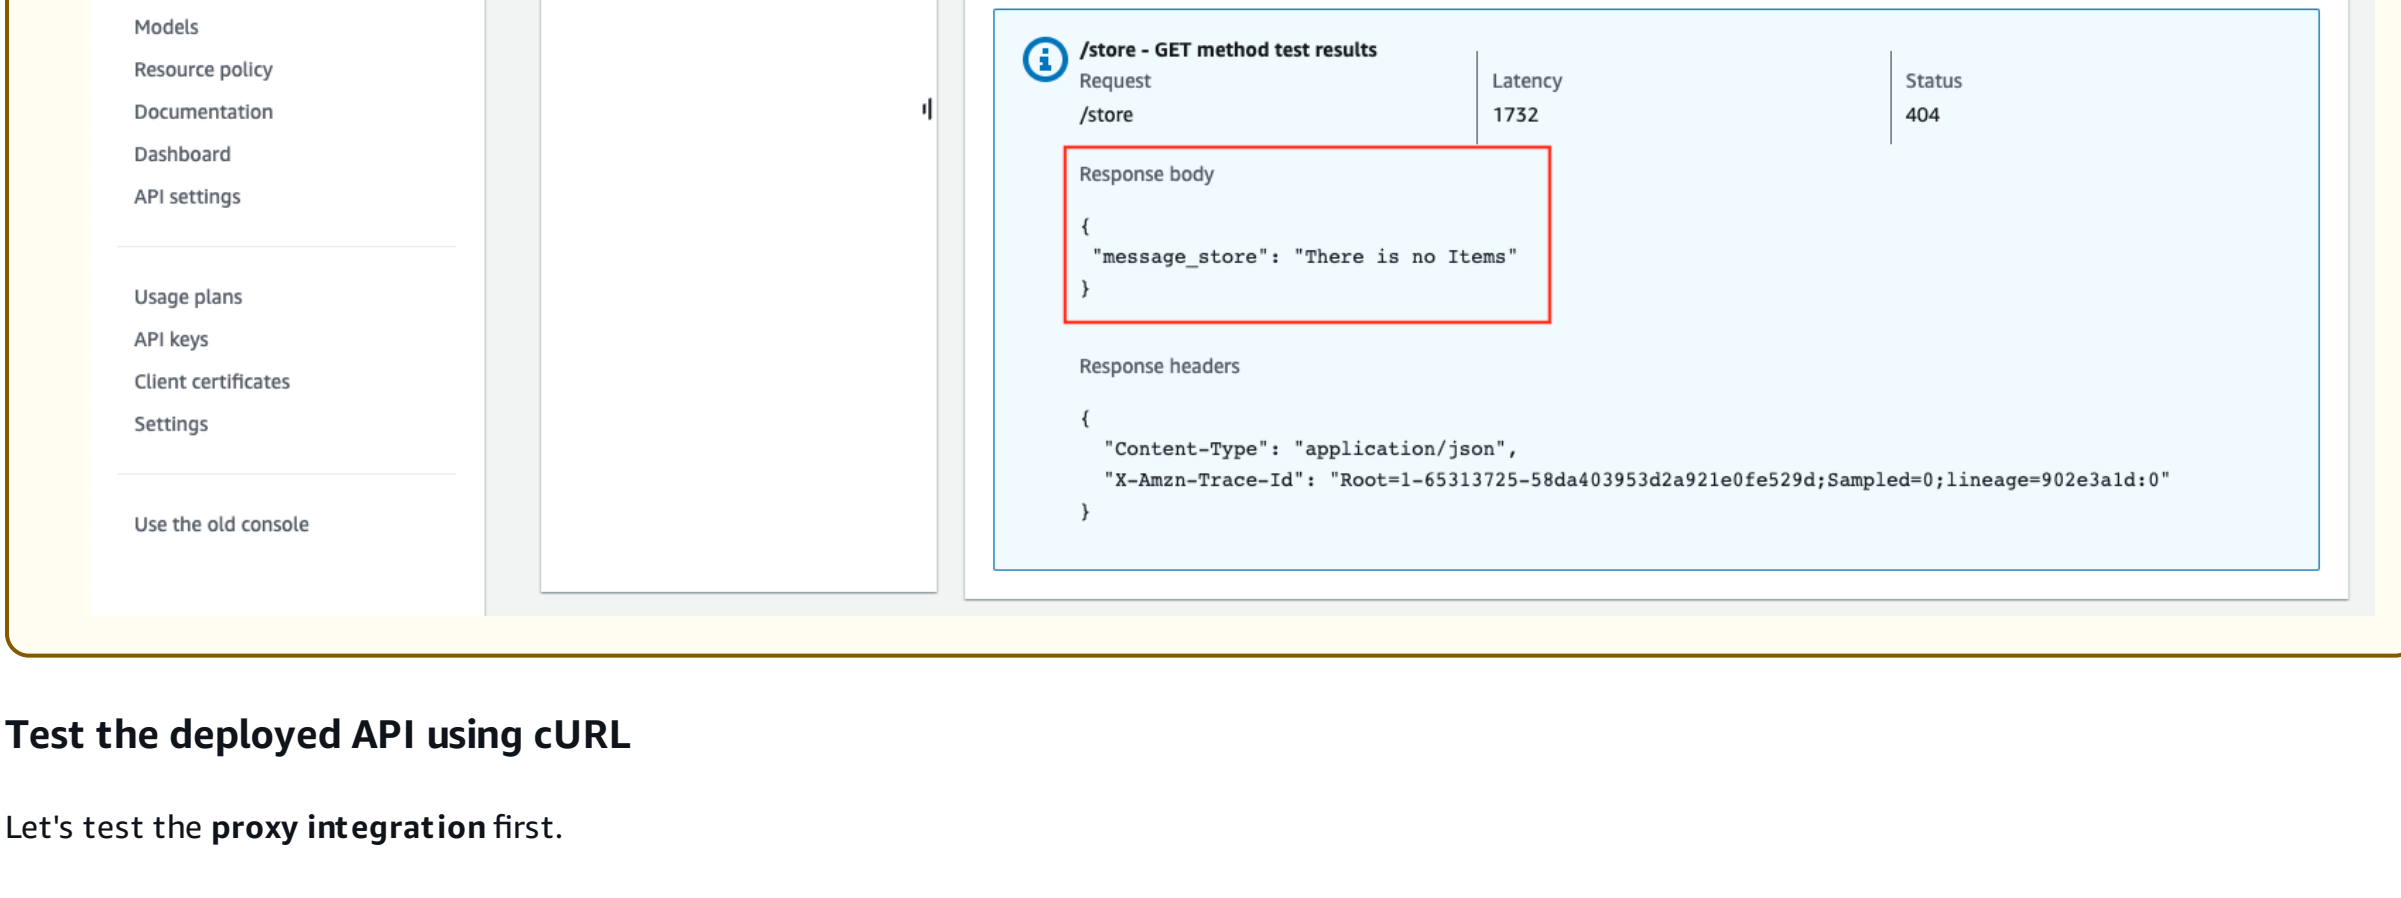 Models
Resource policy
Documentation
Dashboard
API settings
Usage plans
API keys
Client certificates
Settings
Use the old console
/store - GET method test results
Request
/store
Latency
1732
Status
404
Response body
{
"message_store": "There is no Items"
}
Response headers
{
"Content-Type": "application/json",
"X-Amzn-Trace-Id": "Root=1-65313725-58da403953d2a921e0fe529d;Sampled=0;lineage=902e3a1d:0"
}
Test the deployed API using cURL
Let's test the proxy integration first.